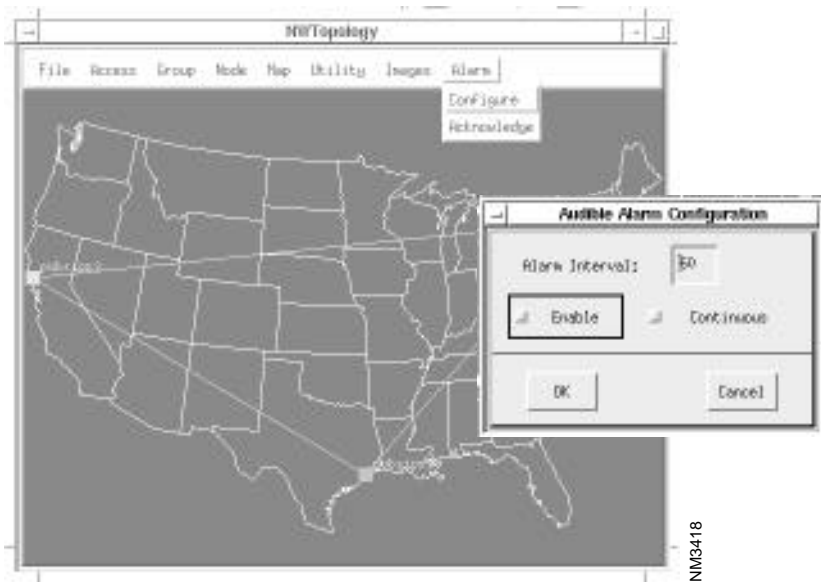 NWTopology
File Access Group Node Map Utility Images Alarm
Configure
Acknowledge
Audible Alarm Configuration
Alarm Interval: 60
Enable Continuous
OK Cancel
NM3418